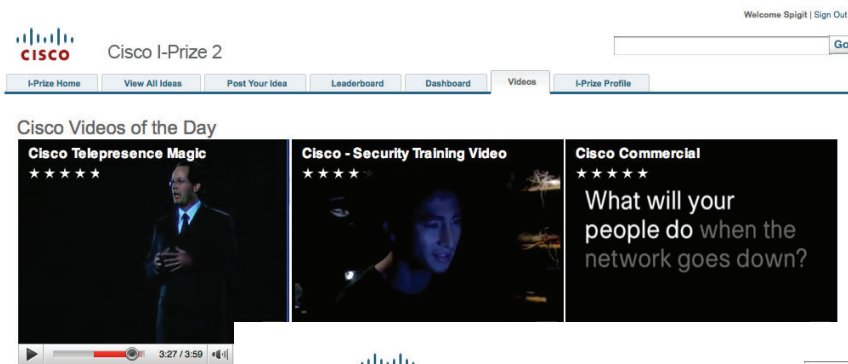 Welcome Spigit | Sign Out
CISCO
Cisco I-Prize 2
Go
I-Prize Home
View All Ideas
Post Your Idea
Leaderboard
Dashboard
Videos
I-Prize Profile
Cisco Videos of the Day
Cisco Telepresence Magic
Cisco - Security Training Video
Cisco Commercial
What will your
people do when the
network goes down?
3:27 / 3:59